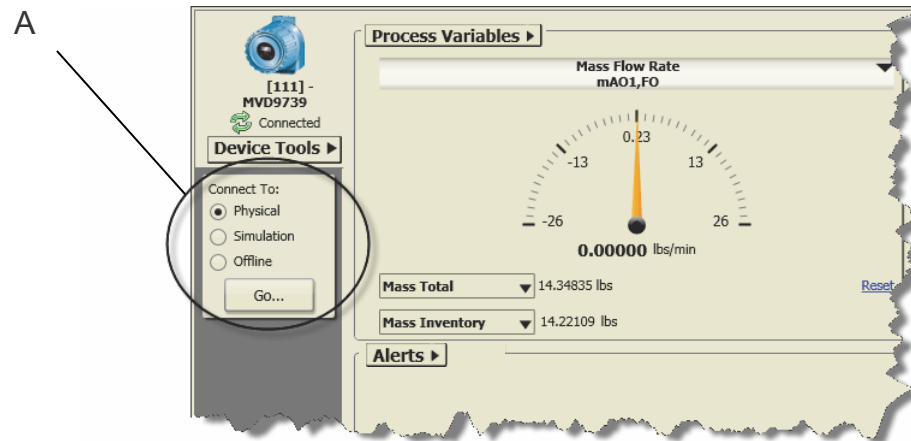 A
[111] -
MVD9739
Connected
Device Tools
Connect To:
Physical
Simulation
Offline
Go...
Process Variables
Mass Flow Rate
mAO1,FO
0.23
-13
13
-26
26
0.00000 lbs/min
Mass Total 14.34835 lbs Reset
Mass Inventory 14.22109 lbs
Alerts